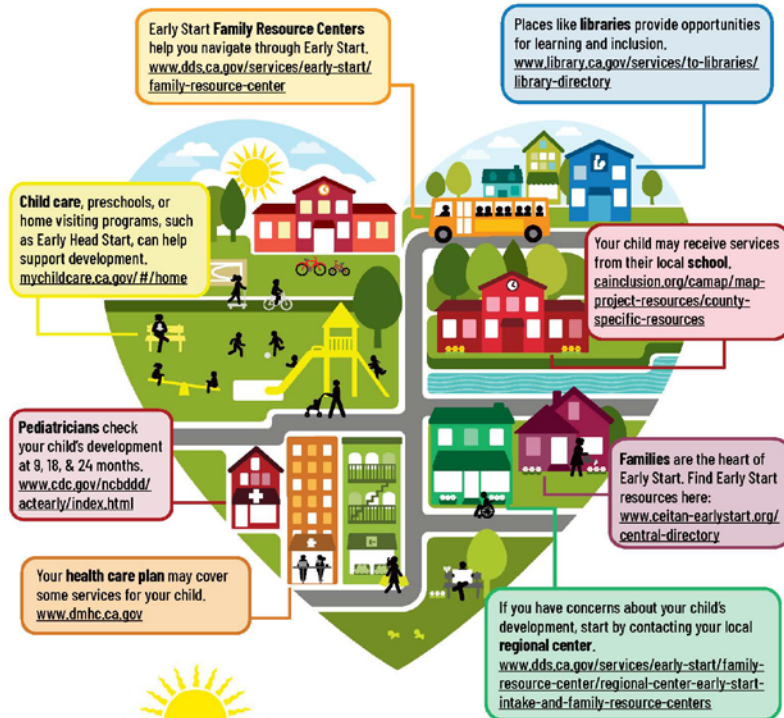 Early Start Family Resource Centers
help you navigate through Early Start.
www.dds.ca.gov/services/early-start/
family-resource-center
Places like libraries provide opportunities
for learning and inclusion.
www.library.ca.gov/services/to-libraries/
library-directory
Child care, preschools, or
home visiting programs, such
as Early Head Start, can help
support development.
mychildcare.ca.gov/#/home
Your child may receive services
from their local school.
cainclusion.org/camap/map-
project-resources/county-
specific-resources
Pediatricians check
your child's development
at 9, 18, & 24 months.
www.cdc.gov/ncbddd/
actearly/index.html
Families are the heart of
Early Start. Find Early Start
resources here:
www.ceitan-earlystart.org/
central-directory
Your health care plan may cover
some services for your child.
www.dmhc.ca.gov
If you have concerns about your child's
development, start by contacting your local
regional center.
www.dds.ca.gov/services/early-start/family-
resource-center/regional-center-early-start-
intake-and-family-resource-centers